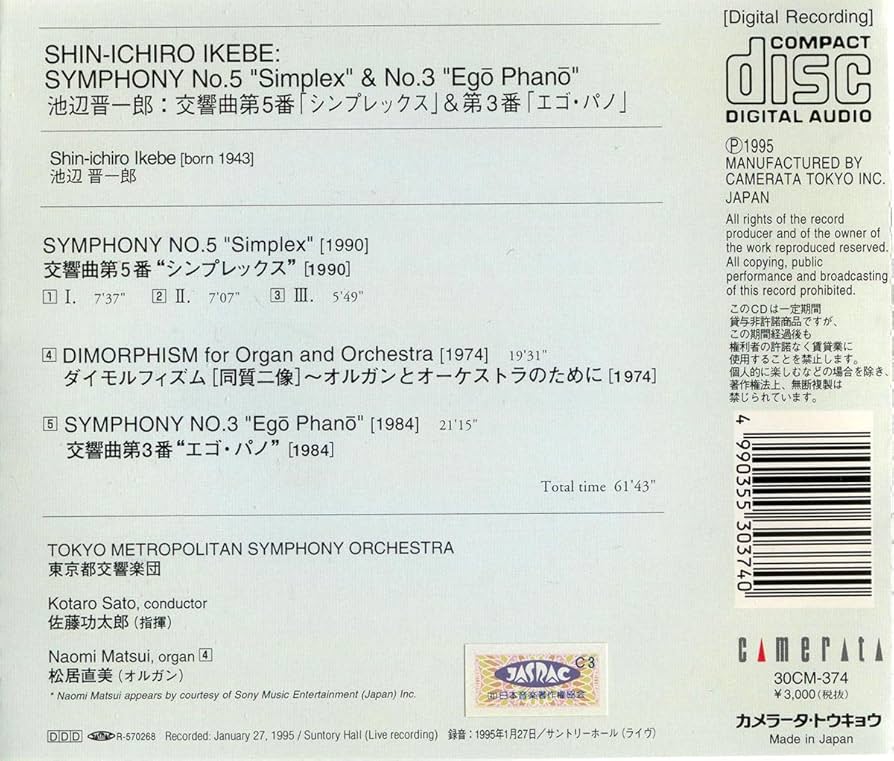 SHIN-ICHIRO IKEBE:
SYMPHONY No.5 "Simplex" & No.3 "Egō Phanō"
池辺晋一郎：交響曲第5番「シンプレックス」&第3番「エゴ・パノ」
Shin-ichiro Ikebe [born 1943]
池辺 晋一郎
SYMPHONY NO.5 "Simplex" [1990]
交響曲第5番“シンプレックス” [1990]
1 I. 7'37" 2 II. 7'07" 3 III. 5'49"
4 DIMORPHISM for Organ and Orchestra [1974] 19'31"
ダイモルフィズム[同質二像]～オルガンとオーケストラのために [1974]
5 SYMPHONY NO.3 "Egō Phanō" [1984] 21'15"
交響曲第3番“エゴ・パノ” [1984]
Total time 61'43"
TOKYO METROPOLITAN SYMPHONY ORCHESTRA
東京都交響楽団
Kotaro Sato, conductor
佐藤功太郎（指揮）
Naomi Matsui, organ 4
松居直美（オルガン）
* Naomi Matsui appears by courtesy of Sony Music Entertainment (Japan) Inc.
DDD R-570268 Recorded: January 27, 1995 / Suntory Hall (Live recording) 録音：1995年1月27日／サントリーホール（ライヴ）
C3
JASRAC
日本音楽著作権協会
[Digital Recording]
COMPACT
disc
DIGITAL AUDIO
Ⓟ1995
MANUFACTURED BY
CAMERATA TOKYO INC.
JAPAN
All rights of the record
producer and of the owner of
the work reproduced reserved.
All copying, public
performance and broadcasting
of this record prohibited.
このCDは一定期間
貸与非許諾商品ですが、
この期間経過後も
権利者の許諾なく賃貸業に
使用することを禁止します。
個人的に楽しむなどの場合を除き、
著作権法上、無断複製は
禁じられています。
4 990355 303740
camerata
30CM-374
￥3,000（税抜）
カメラータ・トウキョウ
Made in Japan